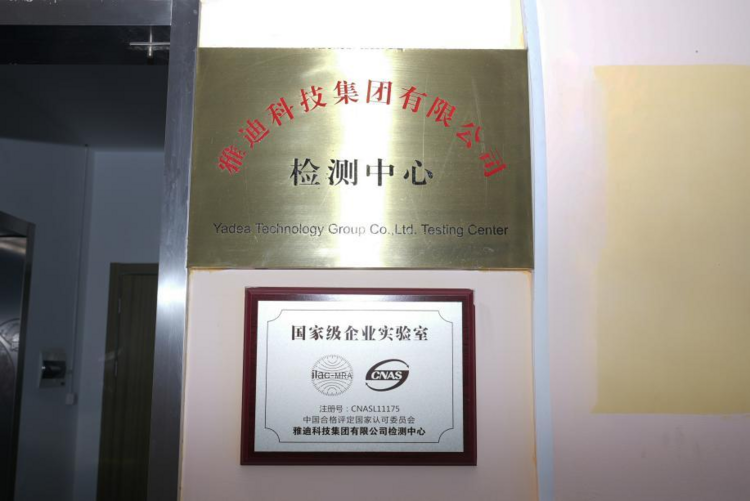 雅迪科技集团有限公司
检测中心
Yadea Technology Group Co.,Ltd. Testing Center
国家级企业实验室
ilac-MRA
CNAS
注册号：CNASL11175
中国合格评定国家认可委员会
雅迪科技集团有限公司检测中心